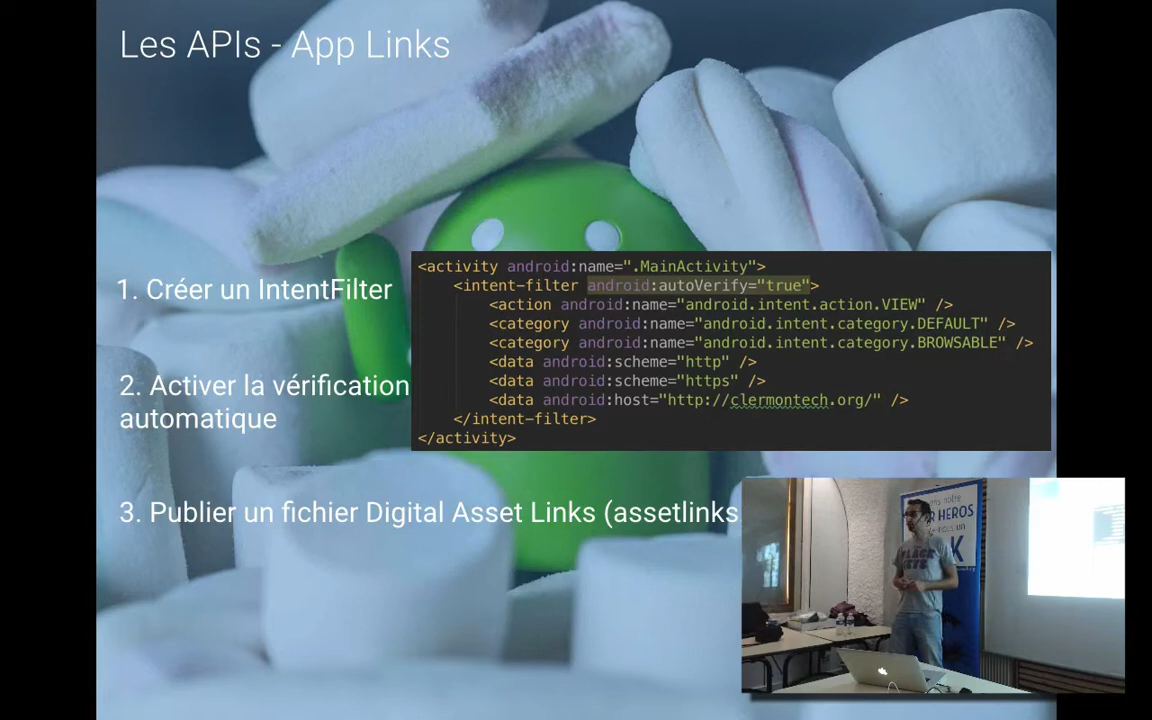 Les APIs - App Links
1. Créer un IntentFilter
<activity android:name=".MainActivity">
<intent-filter android:autoVerify="true">
<action android:name="android.intent.action.VIEW" />
<category android:name="android.intent.category.DEFAULT" />
<category android:name="android.intent.category.BROWSABLE" />
<data android:scheme="http" />
<data android:scheme="https" />
<data android:host="http://clermontech.org/" />
</intent-filter>
</activity>
2. Activer la vérification
automatique
3. Publier un fichier Digital Asset Links (assetlinks
notre
HEROS